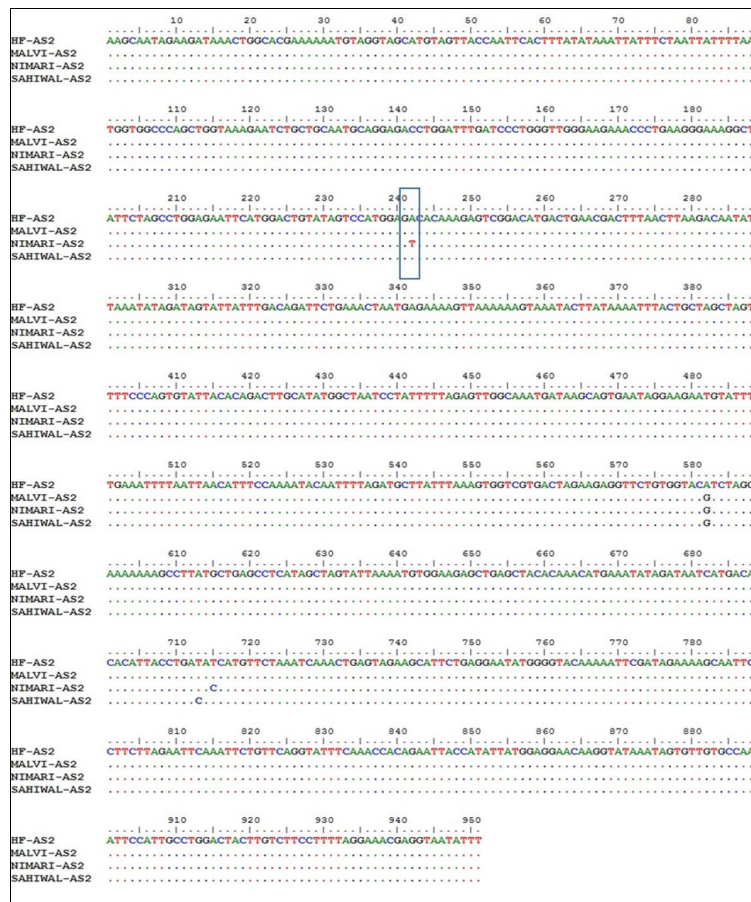 10 20 30 40 50 60 70 80
HF-AS2 AAGCAATAGAAGATAAACTGGCACGAAAAAATGTAGGTAGCATGTAGTTACCAATTCACTTTATATAAATTATTTCTAATTATTTTAA
MALVI-AS2
NIMARI-AS2
SAHIWAL-AS2
110 120 130 140 150 160 170 180
HF-AS2 TGGTGGCCCAGCTGGTAAAGAATCTGCTGCAATGCAGGAGACCTGGATTTGATCCCTGGGTTGGGAAGAAACCCTGAAGGGAAAGGCT
MALVI-AS2
NIMARI-AS2
SAHIWAL-AS2
210 220 230 240 250 260 270 280
HF-AS2 ATTCTAGCCTGGAGAATTCATGGACTGTATAGTCCATGGAGACACAAAGAGTCGGACATGACTGAACGACTTTAACTTAAGACAATAT
MALVI-AS2
NIMARI-AS2 T
SAHIWAL-AS2
310 320 330 340 350 360 370 380
HF-AS2 TAAATATAGATAGTATTATTTGACAGATTCTGAAACTAATGAGAAAAGTTAAAAAAGTAAATACTTATAAAATTTACTGCTAGCTAGT
MALVI-AS2
NIMARI-AS2
SAHIWAL-AS2
410 420 430 440 450 460 470 480
HF-AS2 TTTCCCAGTGTATTACACAGACTTGCATATGGCTAATCCTATTTTTAGAGTTGGCAAATGATAAGCAGTGAATAGGAAGAATGTATTT
MALVI-AS2
NIMARI-AS2
SAHIWAL-AS2
510 520 530 540 550 560 570 580
HF-AS2 TGAAATTTTAATTAACATTTCCAAAATACAATTTTAGATGCTTATTTAAAGTGGTCGTGACTAGAAGAGGTTCTGTGGTACATCTAGC
MALVI-AS2 G
NIMARI-AS2 G
SAHIWAL-AS2 G
610 620 630 640 650 660 670 680
HF-AS2 AAAAAAAGCCTTATGCTGAGCCTCATAGCTAGTATTAAAATGTGGAAGAGCTGAGCTACACAAACATGAAATATAGATAATCATGACA
MALVI-AS2
NIMARI-AS2
SAHIWAL-AS2
710 720 730 740 750 760 770 780
HF-AS2 CACATTACCTGATATCATGTTCTAAATCAAACTGAGTAGAAGCATTCTGAGGAATATGGGGTACAAAAATTCGATAGAAAAGCAATTC
MALVI-AS2
NIMARI-AS2 C
SAHIWAL-AS2 C
810 820 830 840 850 860 870 880
HF-AS2 CTTCTTAGAATTCAAATTCTGTTCAGGTATTTCAAACCACAGAATTACCATATTATGGAGGAACAAGGTATAAATAGTGTTGTGCCAA
MALVI-AS2
NIMARI-AS2
SAHIWAL-AS2
910 920 930 940 950
HF-AS2 ATTCCATTGCCTGGACTACTTGTCTTCCTTTTAGGAAACGAGGTAATATTT
MALVI-AS2
NIMARI-AS2
SAHIWAL-AS2